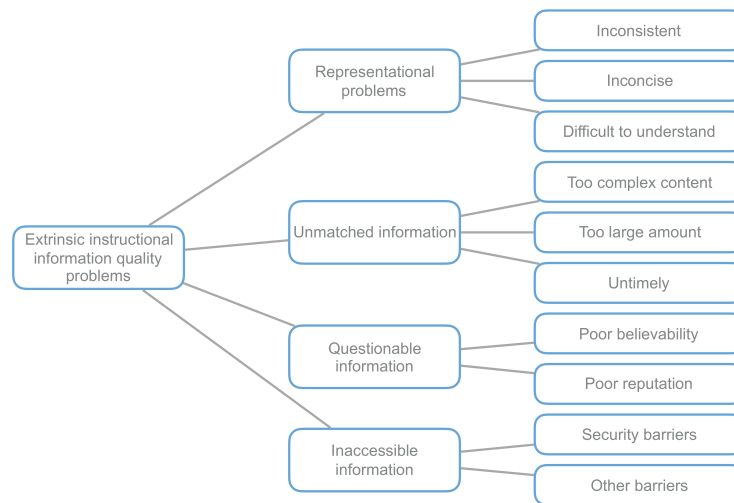 Extrinsic instructional
information quality
problems
Representational
problems
Inconsistent
Inconcise
Difficult to understand
Unmatched information
Too complex content
Too large amount
Untimely
Questionable
information
Poor believability
Poor reputation
Inaccessible
information
Security barriers
Other barriers